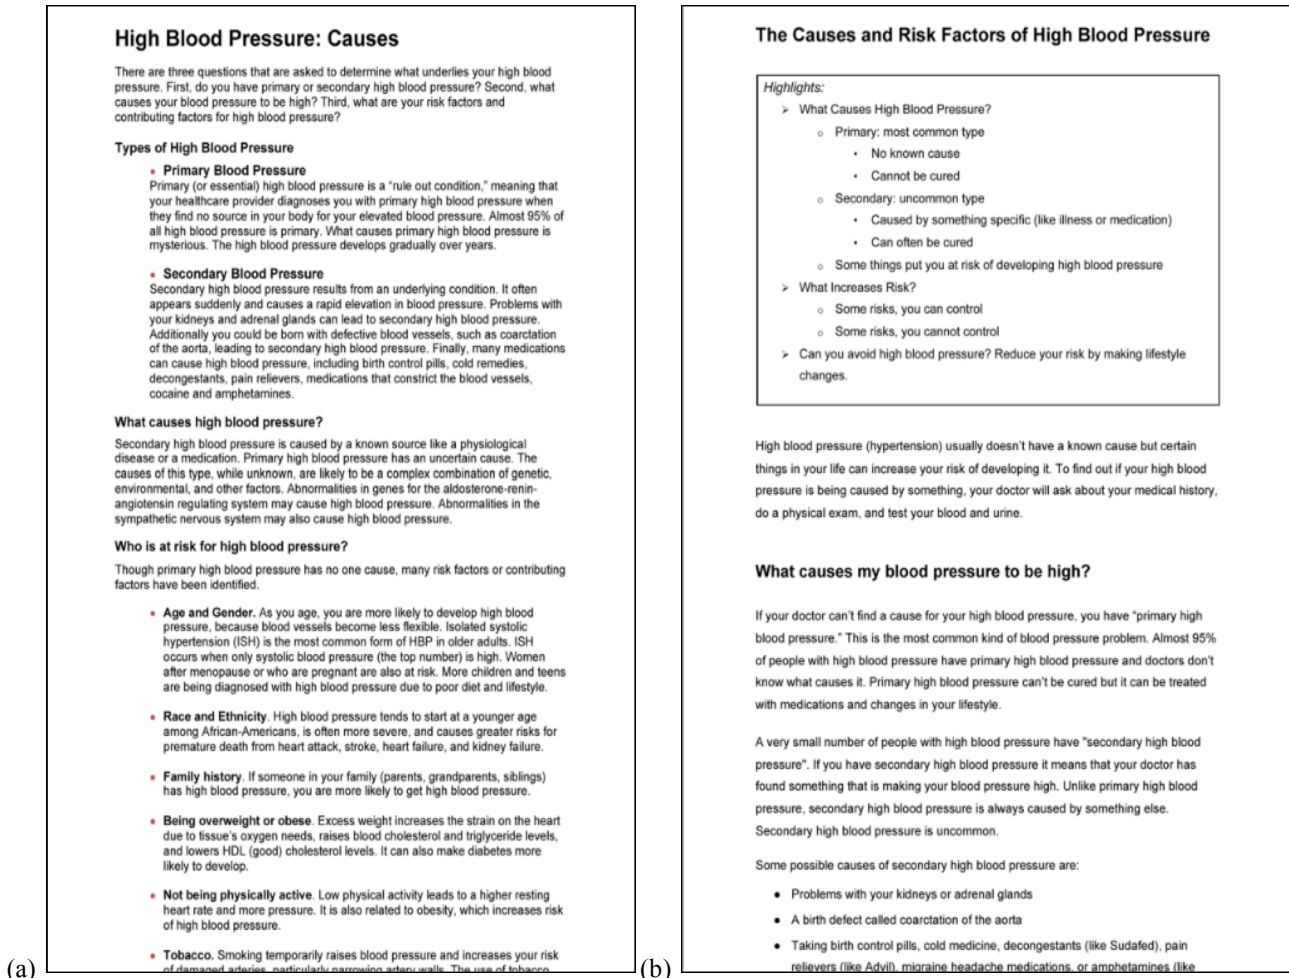 High Blood Pressure: Causes
There are three questions that are asked to determine what underlies your high blood
pressure. First, do you have primary or secondary high blood pressure? Second, what
causes your blood pressure to be high? Third, what are your risk factors and
contributing factors for high blood pressure?
Types of High Blood Pressure
• Primary Blood Pressure
Primary (or essential) high blood pressure is a “rule out condition,” meaning that
your healthcare provider diagnoses you with primary high blood pressure when
they find no source in your body for your elevated blood pressure. Almost 95% of
all high blood pressure is primary. What causes primary high blood pressure is
mysterious. The high blood pressure develops gradually over years.
• Secondary Blood Pressure
Secondary high blood pressure results from an underlying condition. It often
appears suddenly and causes a rapid elevation in blood pressure. Problems with
your kidneys and adrenal glands can lead to secondary high blood pressure.
Additionally you could be born with defective blood vessels, such as coarctation
of the aorta, leading to secondary high blood pressure. Finally, many medications
can cause high blood pressure, including birth control pills, cold remedies,
decongestants, pain relievers, medications that constrict the blood vessels,
cocaine and amphetamines.
What causes high blood pressure?
Secondary high blood pressure is caused by a known source like a physiological
disease or a medication. Primary high blood pressure has an uncertain cause. The
causes of this type, while unknown, are likely to be a complex combination of genetic,
environmental, and other factors. Abnormalities in genes for the aldosterone-renin-
angiotensin regulating system may cause high blood pressure. Abnormalities in the
sympathetic nervous system may also cause high blood pressure.
Who is at risk for high blood pressure?
Though primary high blood pressure has no one cause, many risk factors or contributing
factors have been identified.
• Age and Gender. As you age, you are more likely to develop high blood
pressure, because blood vessels become less flexible. Isolated systolic
hypertension (ISH) is the most common form of HBP in older adults. ISH
occurs when only systolic blood pressure (the top number) is high. Women
after menopause or who are pregnant are also at risk. More children and teens
are being diagnosed with high blood pressure due to poor diet and lifestyle.
• Race and Ethnicity. High blood pressure tends to start at a younger age
among African-Americans, is often more severe, and causes greater risks for
premature death from heart attack, stroke, heart failure, and kidney failure.
• Family history. If someone in your family (parents, grandparents, siblings)
has high blood pressure, you are more likely to get high blood pressure.
• Being overweight or obese. Excess weight increases the strain on the heart
due to tissue's oxygen needs, raises blood cholesterol and triglyceride levels,
and lowers HDL (good) cholesterol levels. It can also make diabetes more
likely to develop.
• Not being physically active. Low physical activity leads to a higher resting
heart rate and more pressure. It is also related to obesity, which increases risk
of high blood pressure.
• Tobacco. Smoking temporarily raises blood pressure and increases your risk
of damaged arteries, particularly narrowing artery walls. The use of tobacco
(a)
The Causes and Risk Factors of High Blood Pressure
Highlights:
➢ What Causes High Blood Pressure?
o Primary: most common type
▪ No known cause
▪ Cannot be cured
o Secondary: uncommon type
▪ Caused by something specific (like illness or medication)
▪ Can often be cured
o Some things put you at risk of developing high blood pressure
➢ What Increases Risk?
o Some risks, you can control
o Some risks, you cannot control
➢ Can you avoid high blood pressure? Reduce your risk by making lifestyle
changes.
High blood pressure (hypertension) usually doesn't have a known cause but certain
things in your life can increase your risk of developing it. To find out if your high blood
pressure is being caused by something, your doctor will ask about your medical history,
do a physical exam, and test your blood and urine.
What causes my blood pressure to be high?
If your doctor can't find a cause for your high blood pressure, you have “primary high
blood pressure.” This is the most common kind of blood pressure problem. Almost 95%
of people with high blood pressure have primary high blood pressure and doctors don't
know what causes it. Primary high blood pressure can't be cured but it can be treated
with medications and changes in your lifestyle.
A very small number of people with high blood pressure have "secondary high blood
pressure". If you have secondary high blood pressure it means that your doctor has
found something that is making your blood pressure high. Unlike primary high blood
pressure, secondary high blood pressure is always caused by something else.
Secondary high blood pressure is uncommon.
Some possible causes of secondary high blood pressure are:
● Problems with your kidneys or adrenal glands
● A birth defect called coarctation of the aorta
● Taking birth control pills, cold medicine, decongestants (like Sudafed), pain
relievers (like Advil), migraine headache medications, or amphetamines (like
(b)